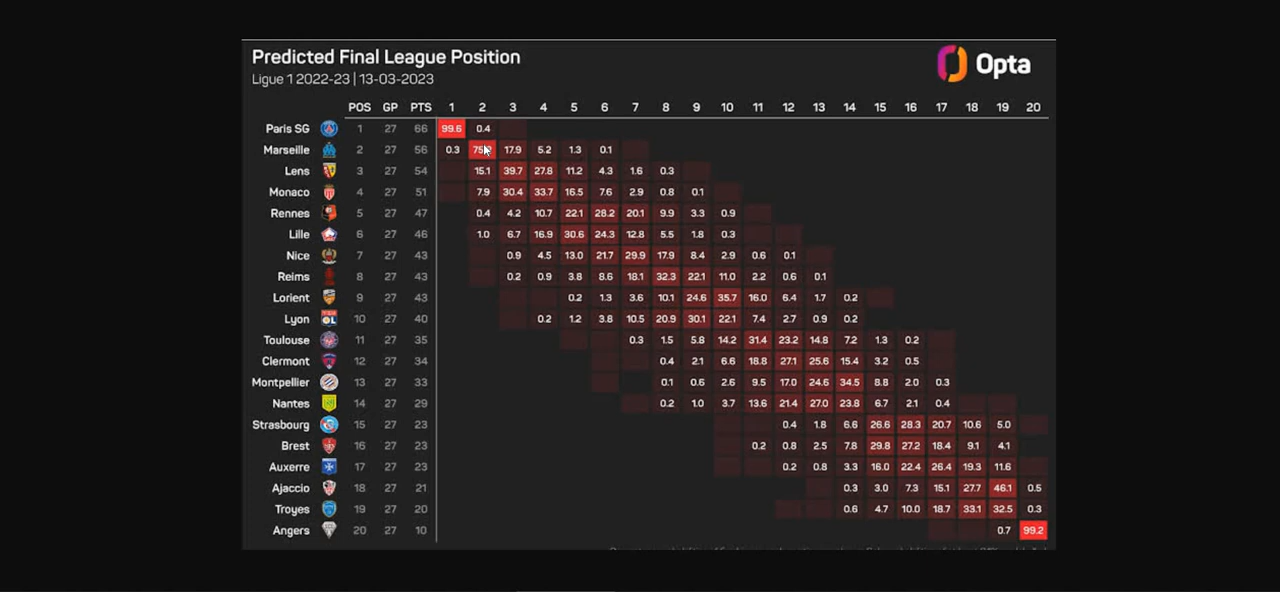 Predicted Final League Position
Opta
Ligue 1 2022-23 | 13-03-2023
POS GP PTS 1 2 3 4 5 6 7 8 9 10 11 12 13 14 15 16 17 18 19 20
Paris SG 1 27 66 99.6 0.4
Marseille 2 27 56 0.3 17.9 5.2 1.3 0.1
Lens 3 27 54 15.1 39.7 27.8 11.2 4.3 1.6 0.3
Monaco 4 27 51 7.9 30.4 33.7 16.5 7.6 2.9 0.8 0.1
Rennes 5 27 47 0.4 4.2 10.7 22.1 28.2 20.1 9.9 3.3 0.9
Lille 6 27 46 1.0 6.7 16.9 30.6 24.3 12.8 5.5 1.8 0.3
Nice 7 27 43 0.9 4.5 13.0 21.7 29.9 17.9 8.4 2.9 0.6 0.1
Reims 8 27 43 0.2 0.9 3.8 8.6 18.1 32.3 22.1 11.0 2.2 0.6 0.1
Lorient 9 27 43 0.2 1.3 3.6 10.1 24.6 35.7 16.0 6.4 1.7 0.2
Lyon 10 27 40 0.2 1.2 3.8 10.5 20.9 30.1 22.1 7.4 2.7 0.9 0.2
Toulouse 11 27 35 0.3 1.5 5.8 14.2 31.4 23.2 14.8 7.2 1.3 0.2
Clermont 12 27 34 0.4 2.1 6.6 18.8 27.1 25.6 15.4 3.2 0.5
Montpellier 13 27 33 0.1 0.6 2.6 9.5 17.0 24.6 34.5 8.8 2.0 0.3
Nantes 14 27 29 0.2 1.0 3.7 13.6 21.4 27.0 23.8 6.7 2.1 0.4
Strasbourg 15 27 23 0.4 1.8 6.6 26.6 28.3 20.7 10.6 5.0
Brest 16 27 23 0.2 0.8 2.5 7.8 29.8 27.2 18.4 9.1 4.1
Auxerre 17 27 23 0.2 0.8 3.3 16.0 22.4 26.4 19.3 11.6
Ajaccio 18 27 21 0.3 3.0 7.3 15.1 27.7 46.1 0.5
Troyes 19 27 20 0.6 4.7 10.0 18.7 33.1 32.5 0.3
Angers 20 27 10 0.7 99.2